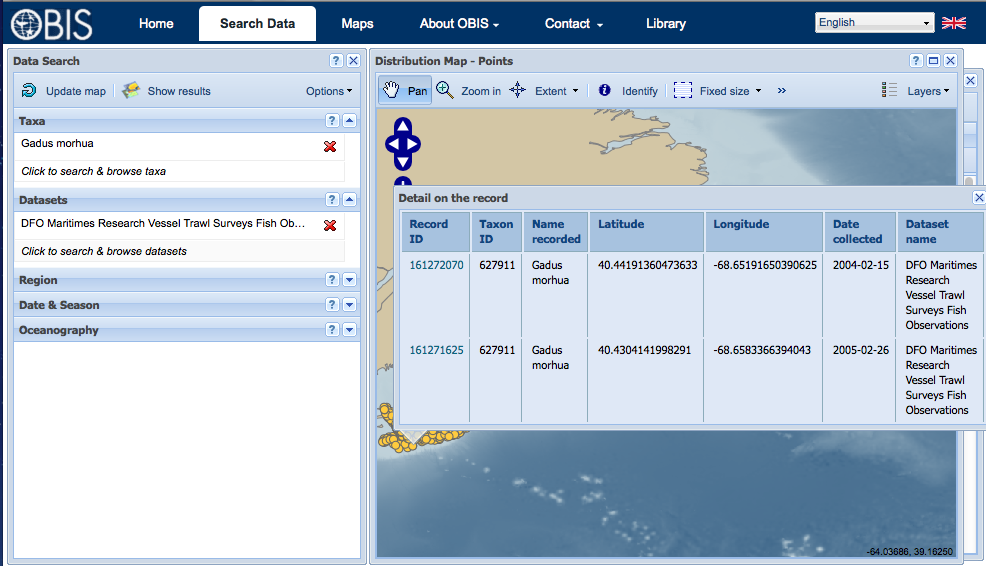 OBIS Home Search Data Maps About OBIS Contact Library English
Data Search ?
Update map Show results Options
Taxa ?
Gadus morhua
Click to search & browse taxa
Datasets ?
DFO Maritimes Research Vessel Trawl Surveys Fish Ob...
Click to search & browse datasets
Region ?
Date & Season ?
Oceanography ?
Distribution Map - Points ?
Pan Zoom in Extent Identify Fixed size » Layers
Detail on the record
Record ID Taxon ID Name recorded Latitude Longitude Date collected Dataset name
161272070 627911 Gadus morhua 40.44191360473633 -68.65191650390625 2004-02-15 DFO Maritimes Research Vessel Trawl Surveys Fish Observations
161271625 627911 Gadus morhua 40.4304141998291 -68.6583366394043 2005-02-26 DFO Maritimes Research Vessel Trawl Surveys Fish Observations
-64.03686, 39.16250